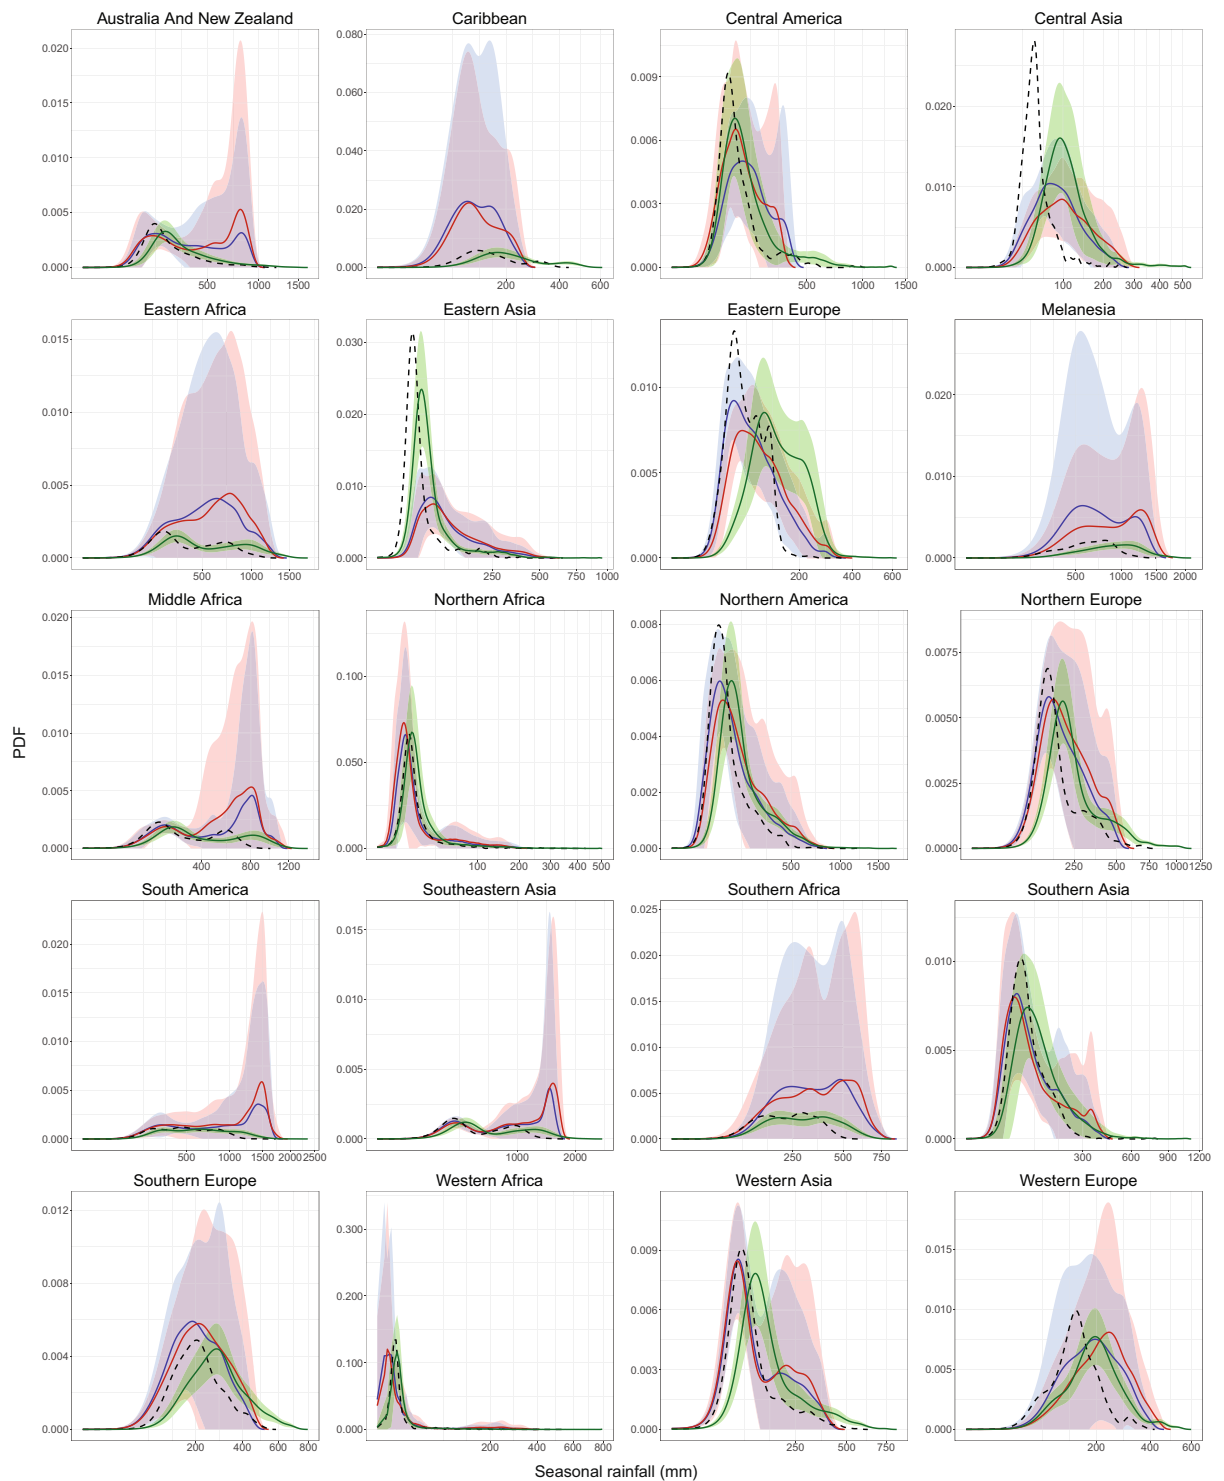 Australia And New Zealand Caribbean Central America Central Asia
0.020 0.080 0.009 0.020
0.015 0.060
0.010 0.040 0.006 0.010
0.005 0.020 0.003
0.000 0.000 0.000 0.000
500 1000 1500 200 400 600 500 1000 1500 100 200 300 400 500
Eastern Africa Eastern Asia Eastern Europe Melanesia
0.015 0.030 0.010 0.020
0.010 0.020
0.005 0.010 0.005 0.010
0.000 0.000 0.000 0.000
500 1000 1500 250 500 750 1000 200 400 600 500 1000 1500 2000
Middle Africa Northern Africa Northern America Northern Europe
0.020 0.100 0.008 0.0075
0.015 0.006
0.010 0.050 0.004 0.0050
0.005 0.002 0.0025
0.000 0.000 0.000 0.0000
400 800 1200 100 200 300 400 500 500 1000 1500 250 500 750 1000 1250
PDF
South America Southeastern Asia Southern Africa Southern Asia
0.020 0.015 0.025 0.010
0.015 0.010 0.020
0.010 0.015 0.005
0.005 0.005 0.010
0.005
0.000 0.000 0.000 0.000
500 1000 1500 2000 2500 1000 2000 250 500 750 300 600 900 1200
Southern Europe Western Africa Western Asia Western Europe
0.012 0.300 0.009 0.015
0.008 0.200 0.006 0.010
0.004 0.100 0.003 0.005
0.000 0.000 0.000 0.000
200 400 600 800 200 400 600 800 250 500 750 200 400 600
Seasonal rainfall (mm)